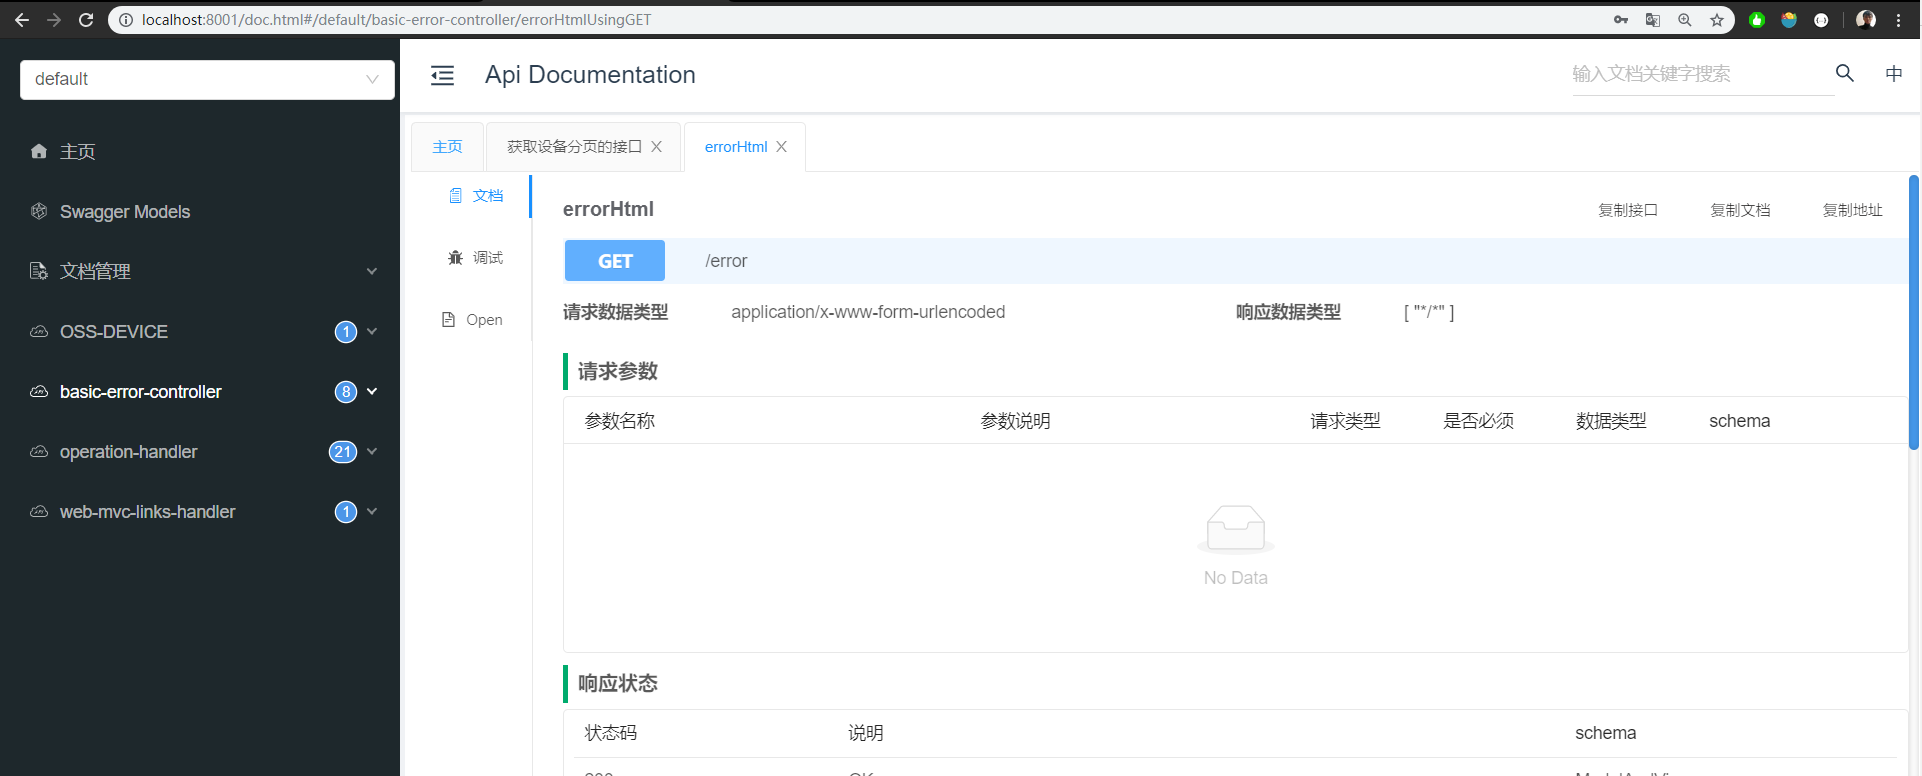 localhost:8001/doc.html#/default/basic-error-controller/errorHtmlUsingGET
default
主页
Swagger Models
文档管理
OSS-DEVICE 1
basic-error-controller 8
operation-handler 21
web-mvc-links-handler 1
Api Documentation
输入文档关键字搜索
中
主页 获取设备分页的接口 errorHtml
文档
调试
Open
errorHtml
复制接口 复制文档 复制地址
GET /error
请求数据类型 application/x-www-form-urlencoded 响应数据类型 [ "*/*" ]
请求参数
参数名称 参数说明 请求类型 是否必须 数据类型 schema
No Data
响应状态
状态码 说明 schema